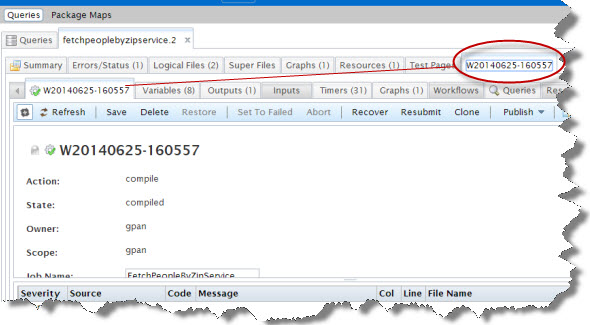 Queries Package Maps
Queries fetchpeoplebyzipservice.2
Summary Errors/Status (1) Logical Files (2) Super Files Graphs (1) Resources (1) Test Pages W20140625-160557
W20140625-160557 Variables (8) Outputs (1) Inputs Timers (31) Graphs (1) Workflows Queries
Refresh Save Delete Restore Set To Failed Abort Recover Resubmit Clone Publish
W20140625-160557
Action: compile
State: compiled
Owner: gpan
Scope: gpan
Job Name: FetchPeopleByZipService
Severity Source Code Message Col Line File Name